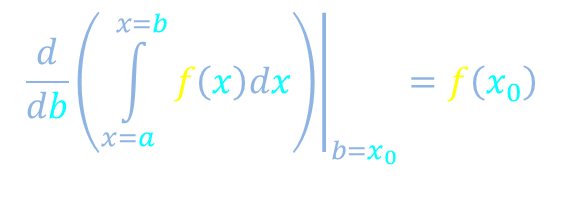 d/db ( ∫_{x=a}^{x=b} f(x)dx ) |_{b=x₀} = f(x₀)